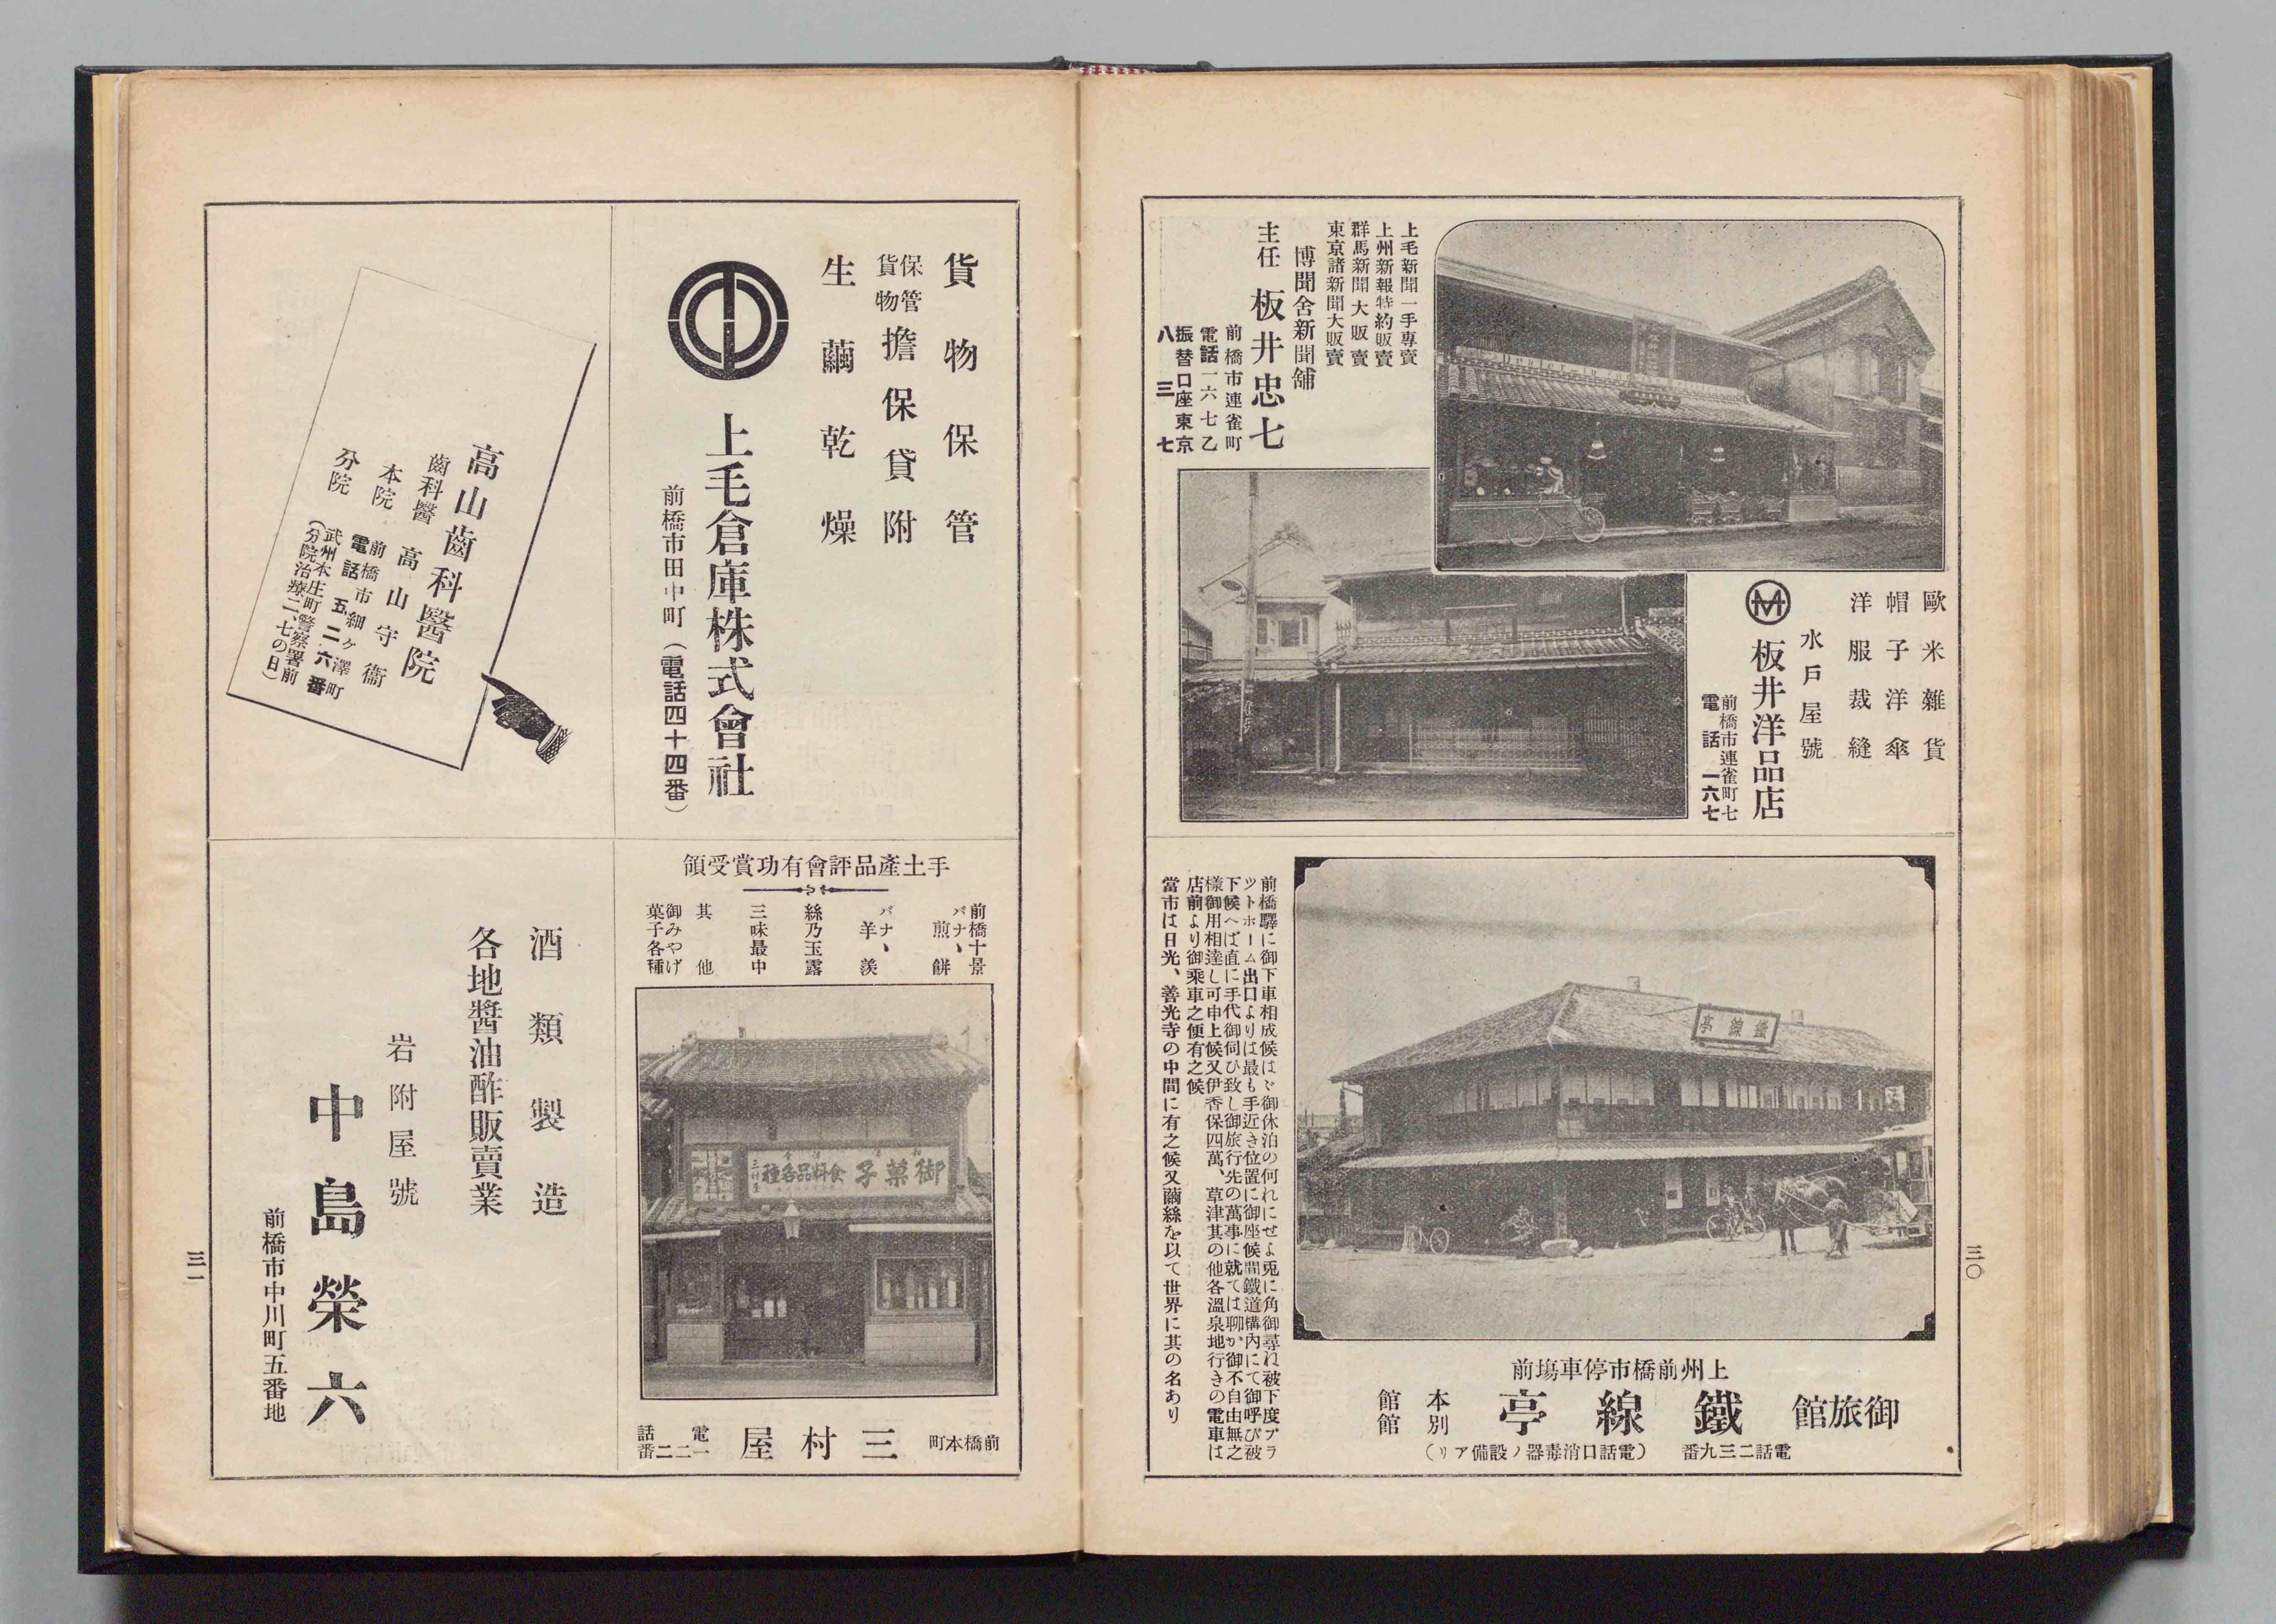 歐米雜貨
帽子洋傘
洋服裁縫
水戸屋號
板井洋品店
前橋市連雀町七
電話一六七
上毛新聞一手專賣
上州新報特約販賣
群馬新聞大販賣
東京諸新聞大販賣
博聞舍新聞舖
主任 板井忠七
前橋市連雀町
電話一六七乙
振替口座東京
八三七
鐵線亭
上州前橋市停車塲前
御旅館 鐵線亭 本館 別館
電話二三九番 (電話口消毒器ノ設備アリ)
前橋驛に御下車相成候はゞ御休泊の何れにせよ兎に角御尋ね被下度プラ
ツトホーム出口よりは最も手近き位置に御座候間鐵道構内にて御呼び被
下候へば直に手代御伺ひ致し御旅行先の萬事に就ては聊か御不自由無之
樣御用相達し可申上候又伊香保四萬、草津其の他各溫泉地行きの電車は
店前より御乘車之便有之候
當市は日光、善光寺の中間に有之候又繭絲を以て世界に其の名あり
三〇
貨物保管
保管貨物擔保貸附
生繭乾燥
上毛倉庫株式會社
前橋市田中町(電話四十四番)
高山齒科醫院
齒科醫 高山守衞
本院 前橋市細ヶ澤町
電話五二六番
分院 武州本庄町警察署前
(分院治療二、七の日)
手土產品評會有功賞受領
前橋十景
バナヽ煎餅
バナヽ羊羮
絲乃玉露
三味最中
其他
御みやげ
菓子各種
御菓子 食料品各種
三村屋
前橋本町 三村屋 電話一二二番
酒類製造
各地醬油酢販賣業
岩附屋號
中島榮六
前橋市中川町五番地
三一